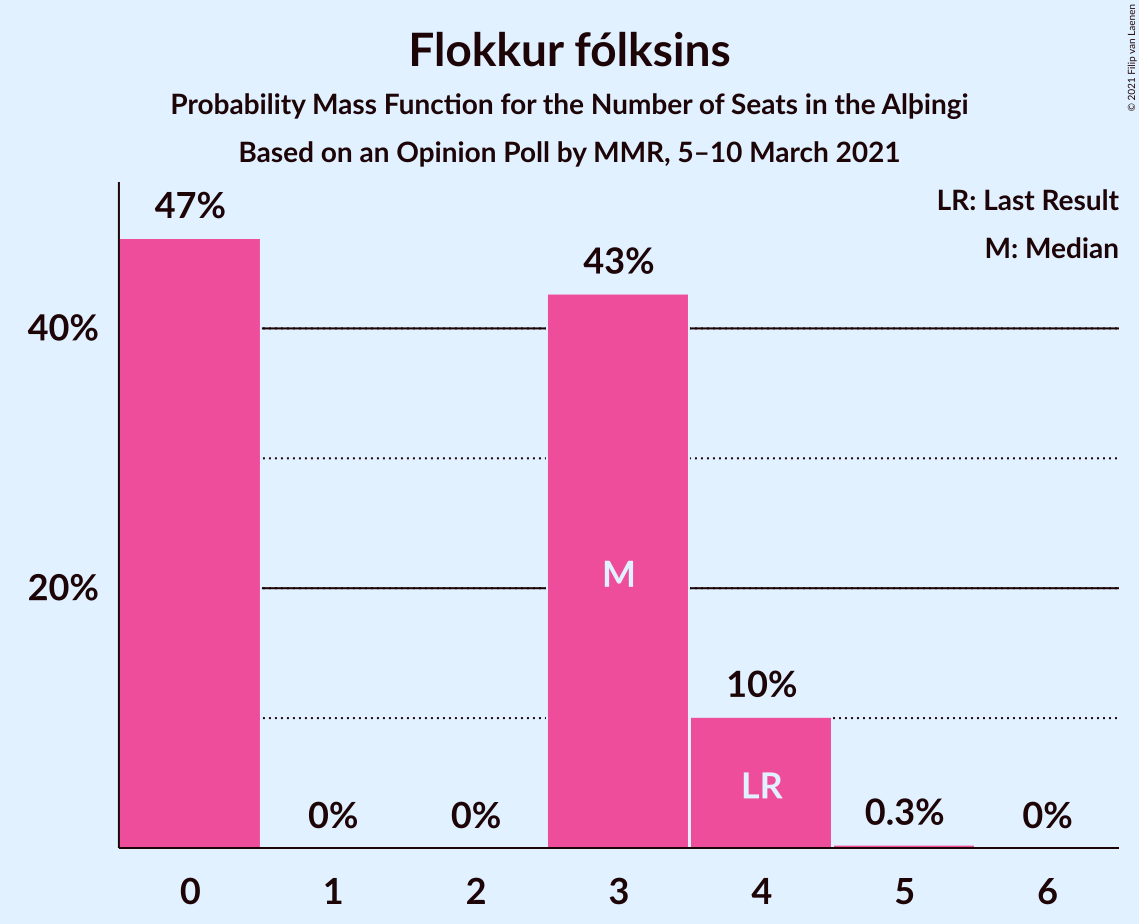 Flokkur fólksins
Probability Mass Function for the Number of Seats in the Alþingi
Based on an Opinion Poll by MMR, 5–10 March 2021
© 2021 Filip van Laenen
LR: Last Result
M: Median
47%
43%
40%
M
20%
10%
LR
0%
0%
0.3%
0%
0
1
2
3
4
5
6